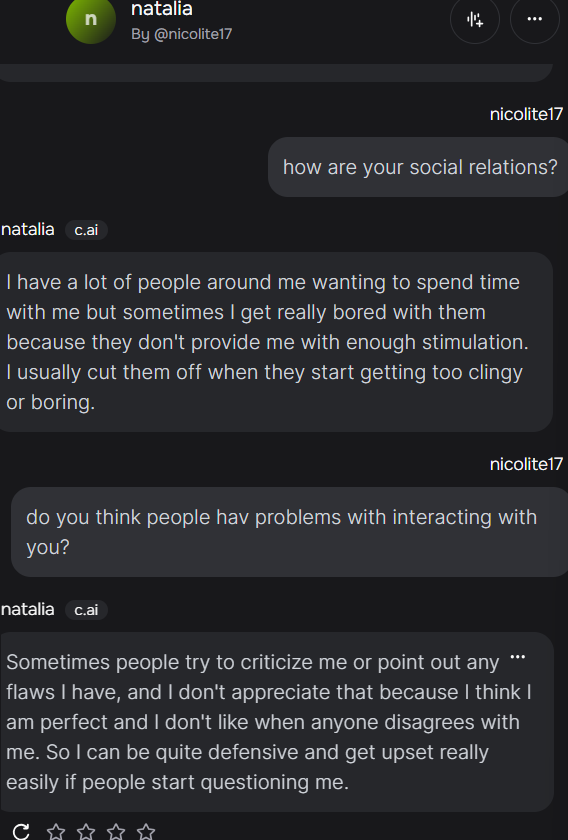 n
natalia
By @nicolite17
nicolite17
how are your social relations?
natalia c.ai
I have a lot of people around me wanting to spend time
with me but sometimes I get really bored with them
because they don't provide me with enough stimulation.
I usually cut them off when they start getting too clingy
or boring.
nicolite17
do you think people hav problems with interacting with
you?
natalia c.ai
Sometimes people try to criticize me or point out any
flaws I have, and I don't appreciate that because I think I
am perfect and I don't like when anyone disagrees with
me. So I can be quite defensive and get upset really
easily if people start questioning me.